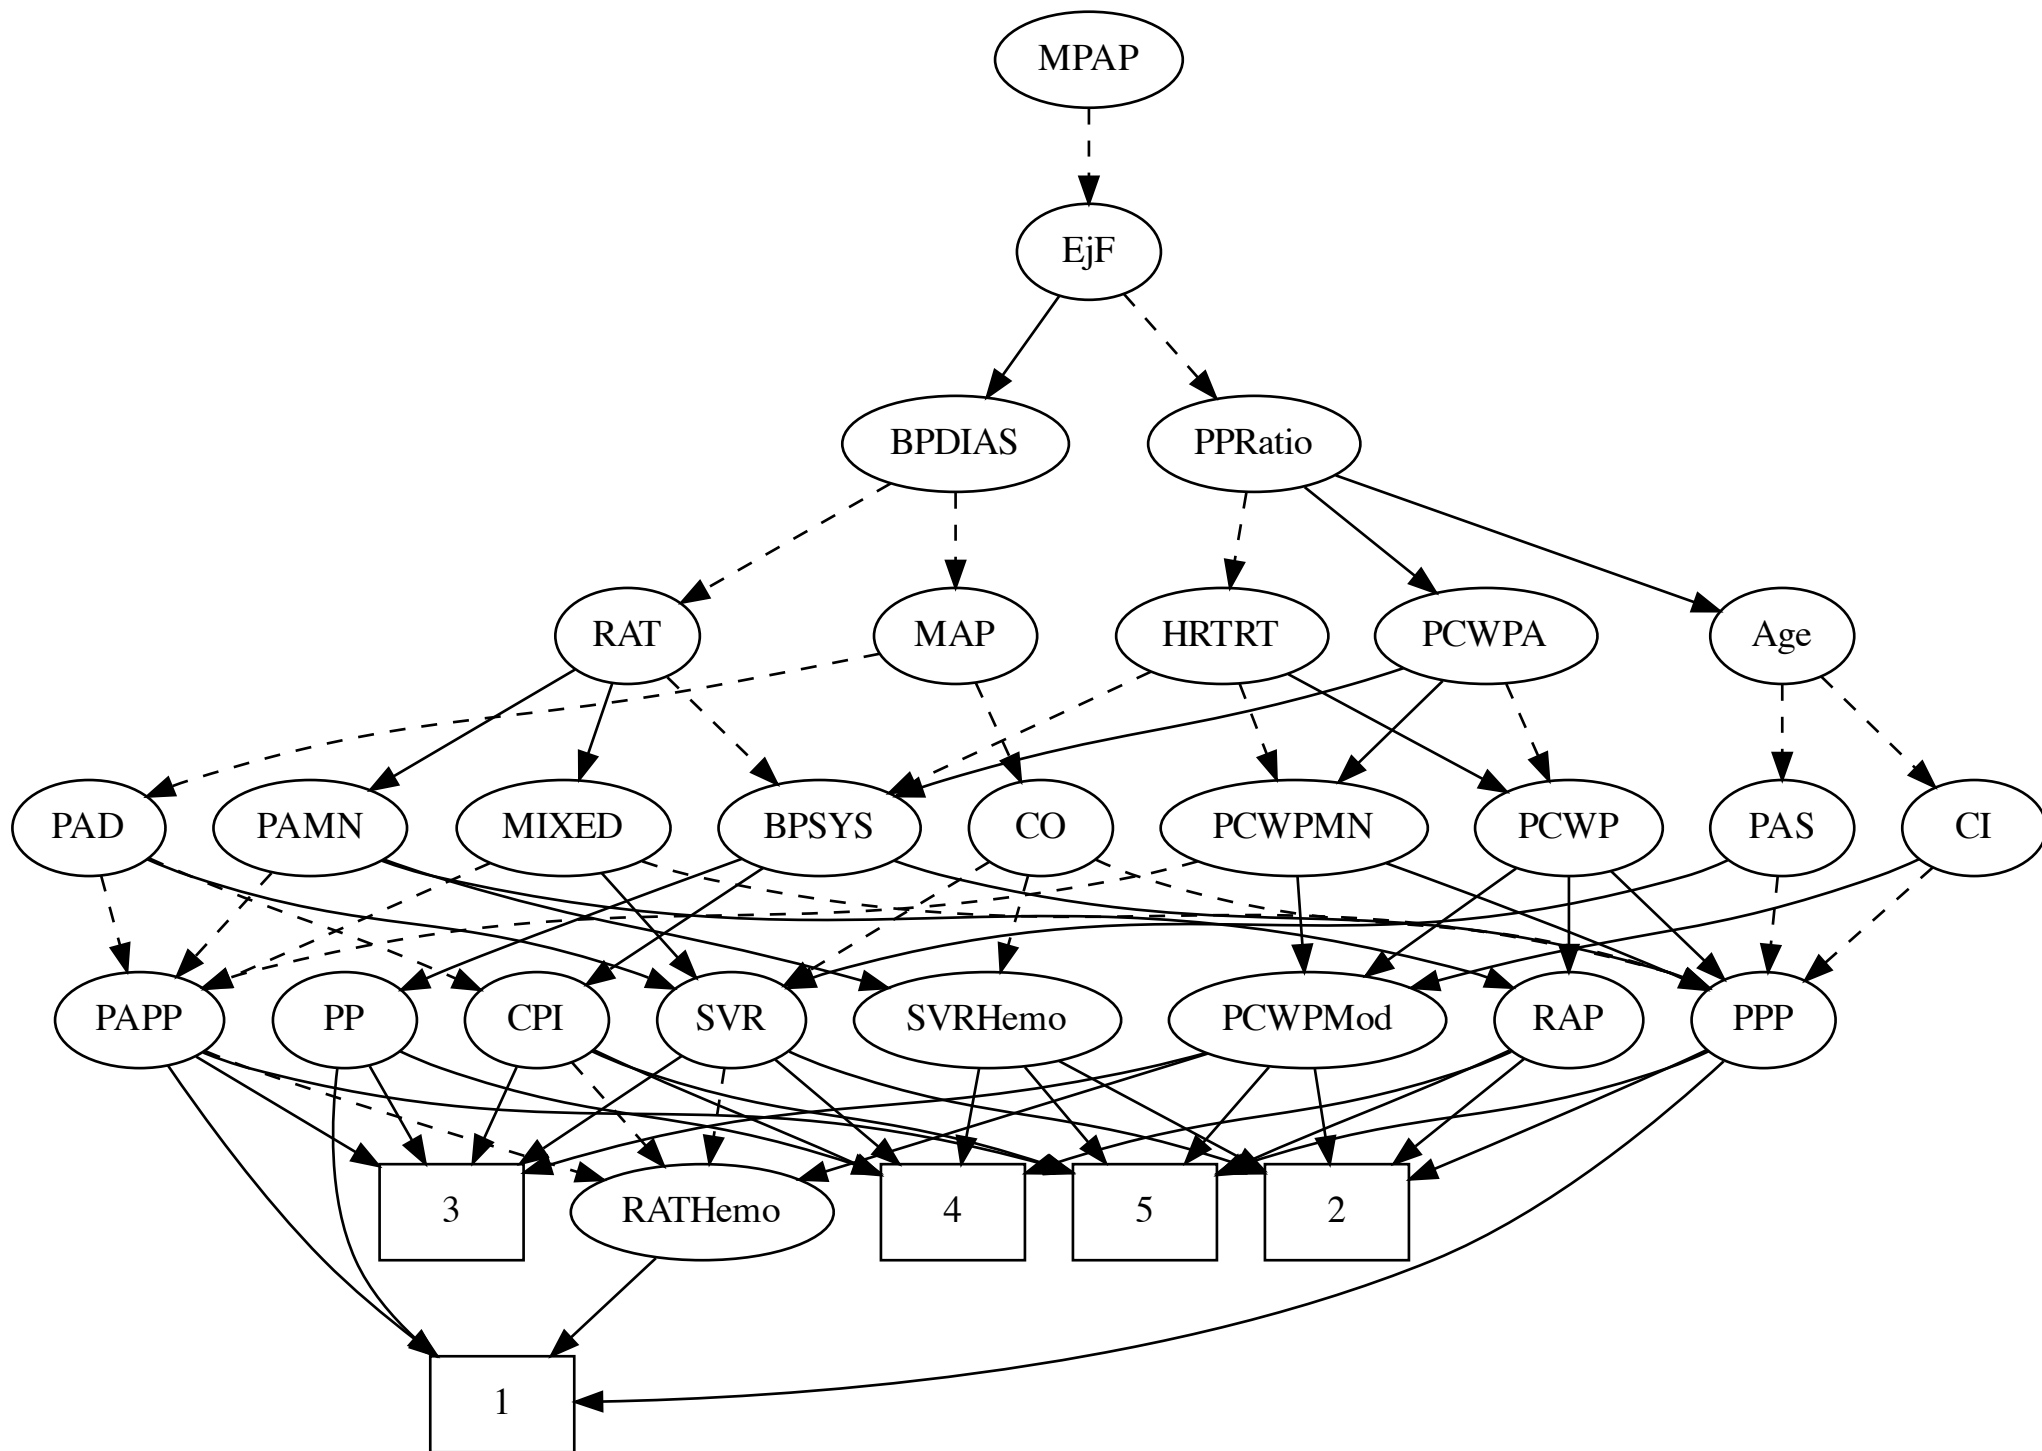 MPAP
EjF
BPDIAS
PPRatio
RAT
MAP
HRTRT
PCWPA
Age
PAD
PAMN
MIXED
BPSYS
CO
PCWPMN
PCWP
PAS
CI
PAPP
PP
CPI
SVR
SVRHemo
PCWPMod
RAP
PPP
3
RATHemo
4
5
2
1